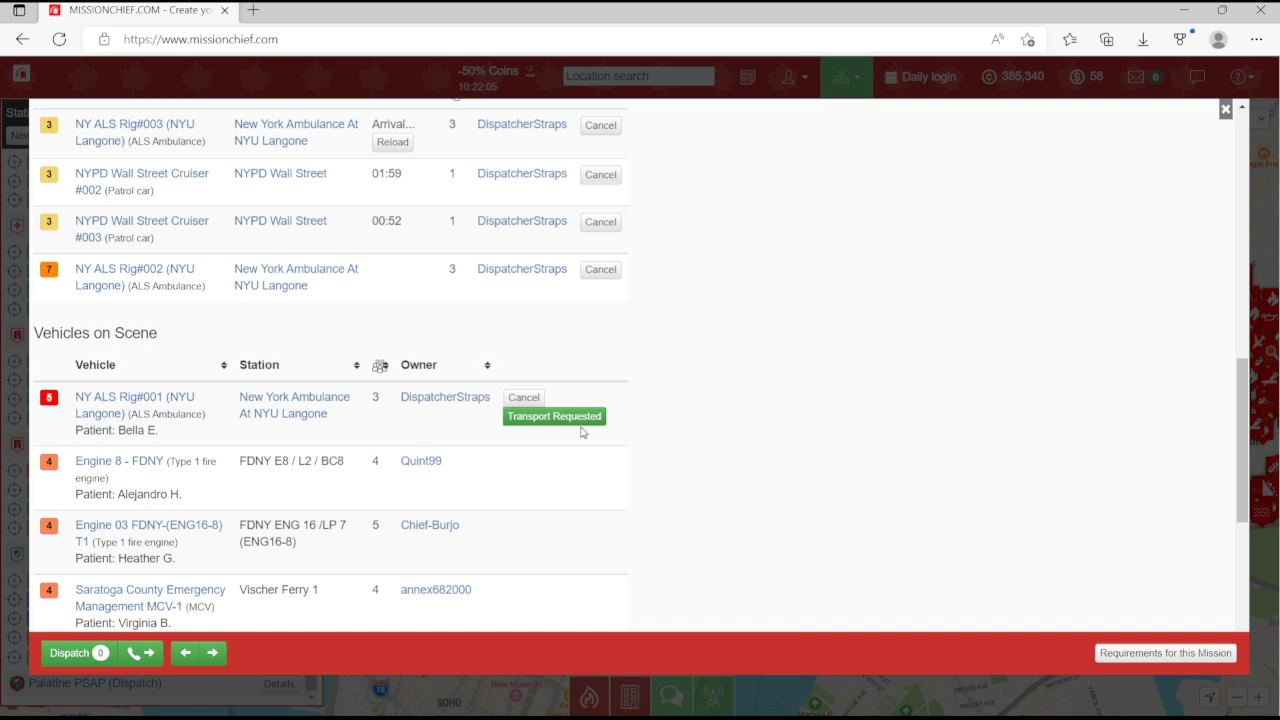 MISSIONCHIEF.COM - Create yo
https://www.missionchief.com
-50% Coins
10:22:05
Location search
Daily login
385,340
58
0
Stati
New
3 NY ALS Rig#003 (NYU Langone) (ALS Ambulance) New York Ambulance At NYU Langone Arrival... Reload 3 DispatcherStraps Cancel
3 NYPD Wall Street Cruiser #002 (Patrol car) NYPD Wall Street 01:59 1 DispatcherStraps Cancel
3 NYPD Wall Street Cruiser #003 (Patrol car) NYPD Wall Street 00:52 1 DispatcherStraps Cancel
7 NY ALS Rig#002 (NYU Langone) (ALS Ambulance) New York Ambulance At NYU Langone 3 DispatcherStraps Cancel
Vehicles on Scene
Vehicle Station Owner
5 NY ALS Rig#001 (NYU Langone) (ALS Ambulance) Patient: Bella E. New York Ambulance At NYU Langone 3 DispatcherStraps Cancel Transport Requested
4 Engine 8 - FDNY (Type 1 fire engine) Patient: Alejandro H. FDNY E8 / L2 / BC8 4 Quint99
4 Engine 03 FDNY-(ENG16-8) T1 (Type 1 fire engine) Patient: Heather G. FDNY ENG 16 /LP 7 (ENG16-8) 5 Chief-Burjo
4 Saratoga County Emergency Management MCV-1 (MCV) Patient: Virginia B. Vischer Ferry 1 4 annex682000
Dispatch 0
Requirements for this Mission
Palatine PSAP (Dispatch) Details
78
SOHO
New Museum